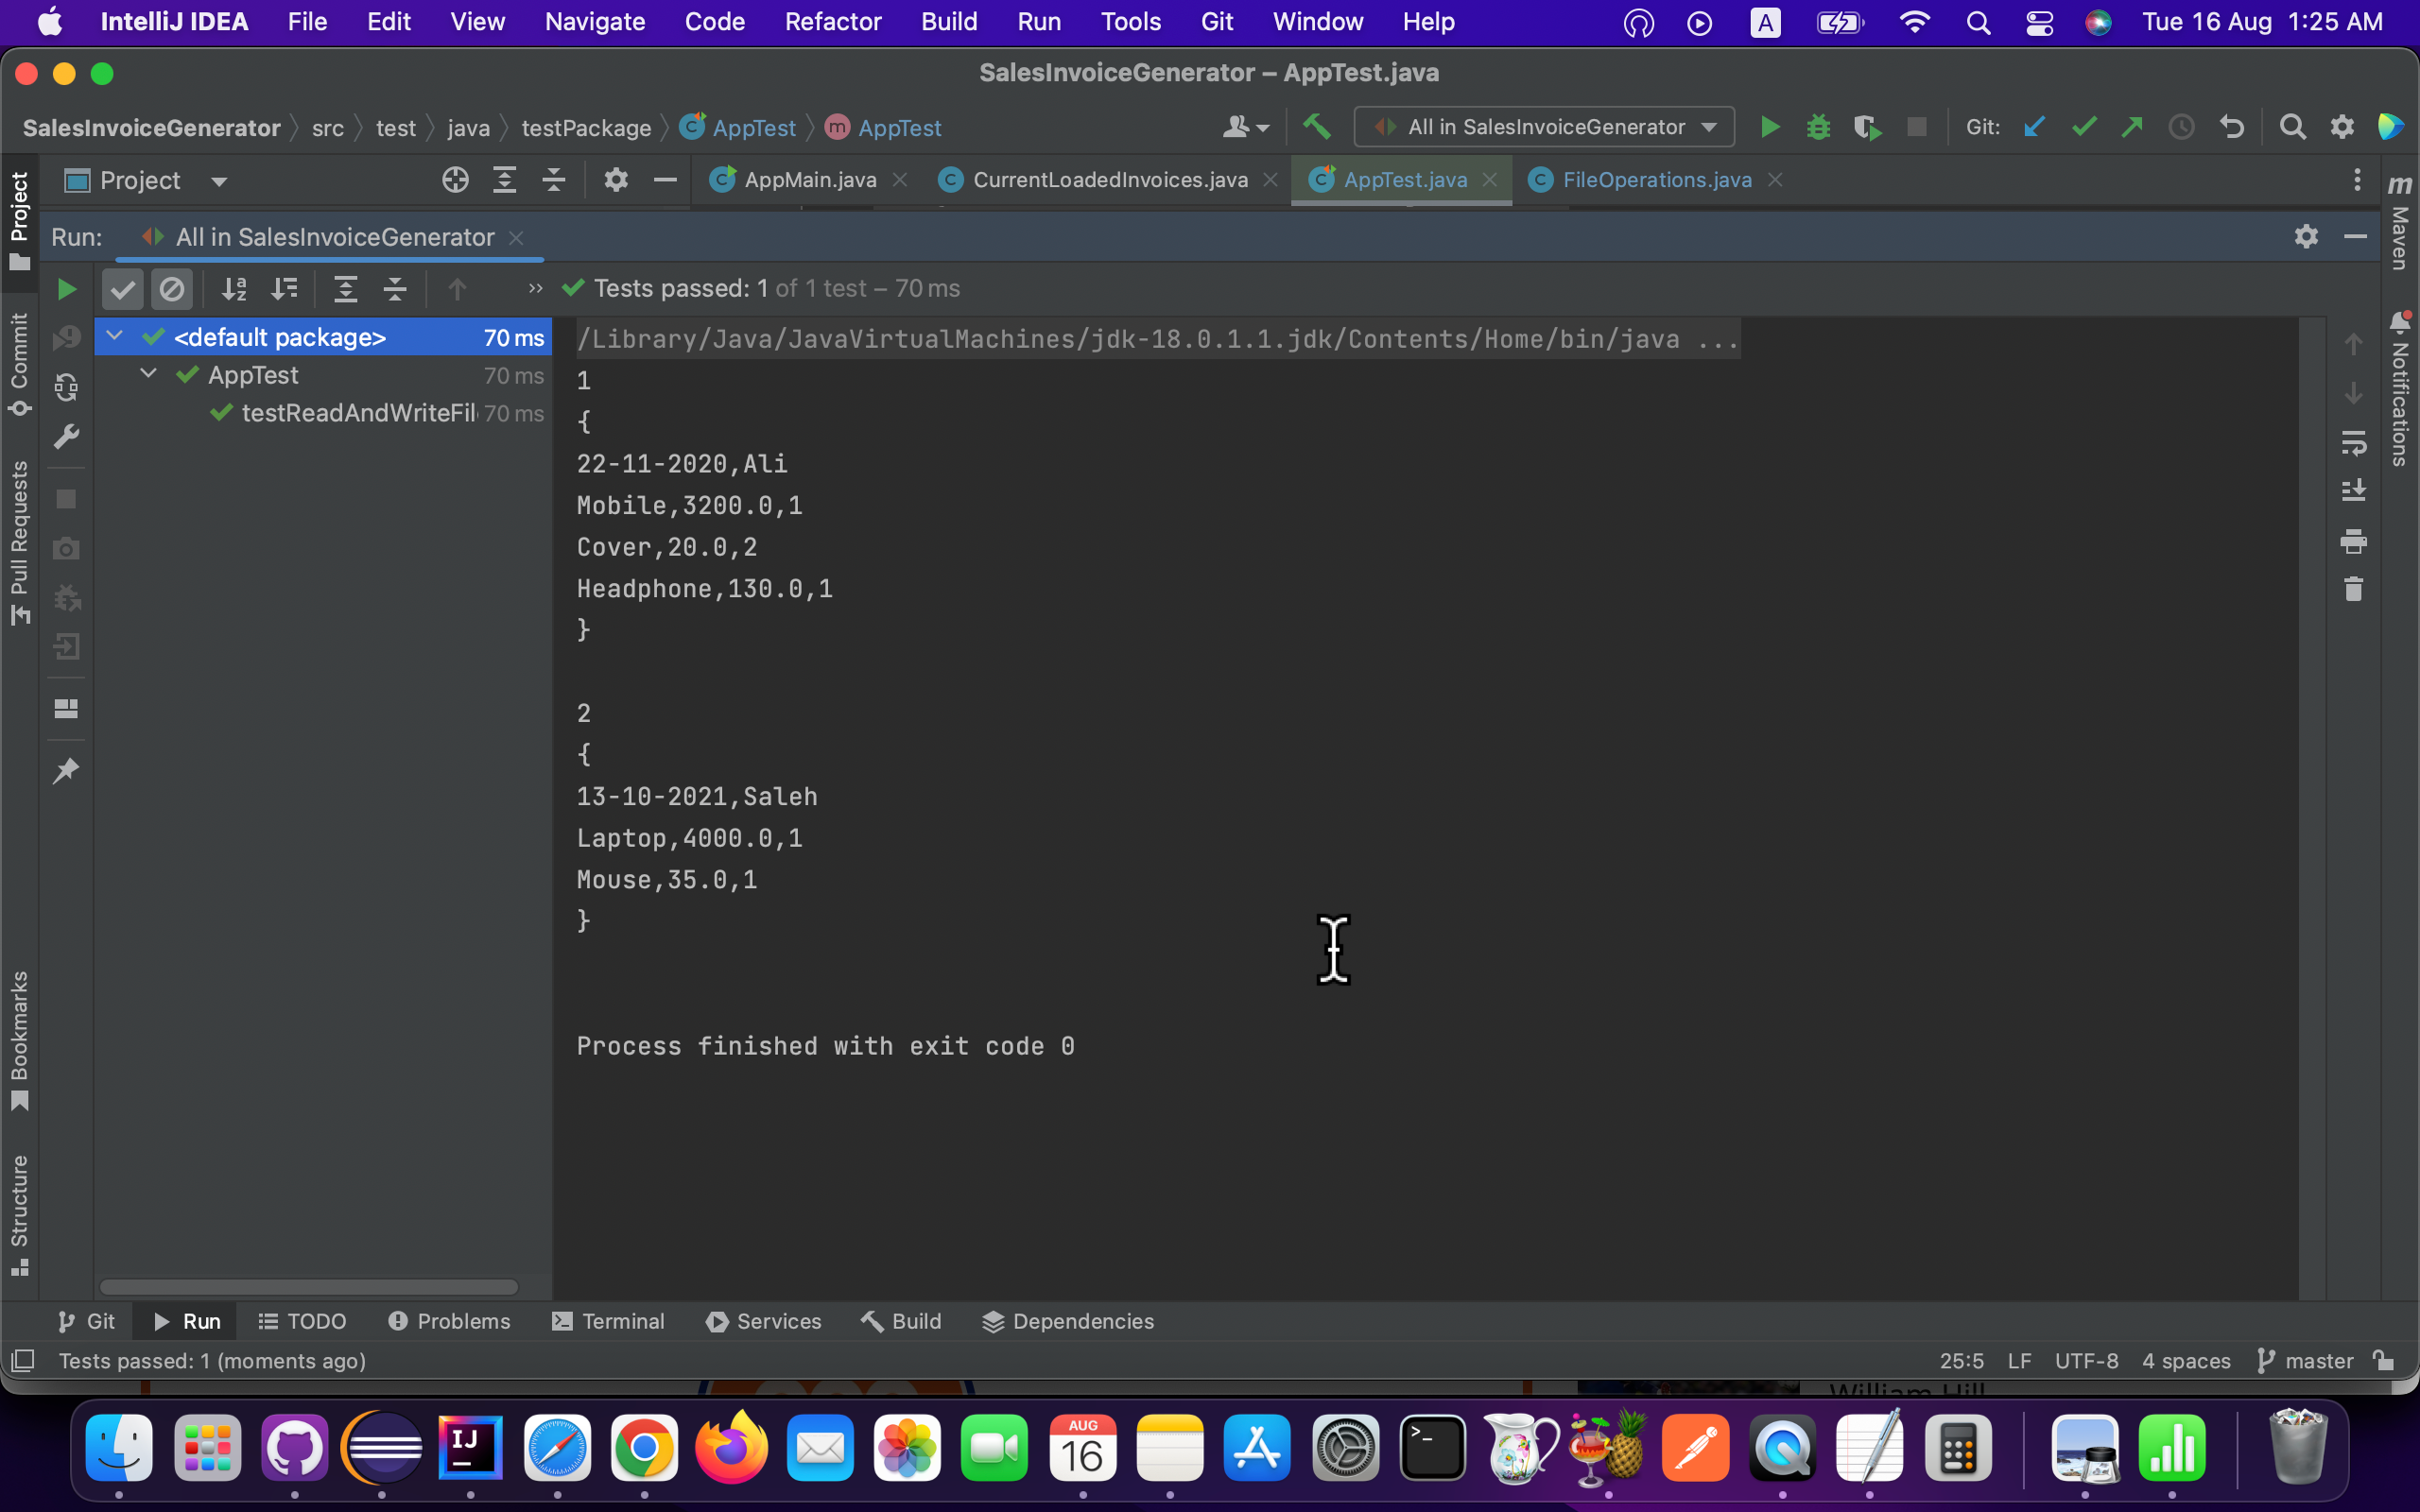 IntelliJ IDEA File Edit View Navigate Code Refactor Build Run Tools Git Window Help A Tue 16 Aug 1:25 AM
SalesInvoiceGenerator – AppTest.java
SalesInvoiceGenerator src test java testPackage AppTest m AppTest All in SalesInvoiceGenerator Git:
Project AppMain.java CurrentLoadedInvoices.java AppTest.java FileOperations.java
Run: All in SalesInvoiceGenerator
Tests passed: 1 of 1 test – 70 ms
<default package> 70 ms
AppTest 70 ms
testReadAndWriteFil 70 ms
/Library/Java/JavaVirtualMachines/jdk-18.0.1.1.jdk/Contents/Home/bin/java ...
1
{
22-11-2020,Ali
Mobile,3200.0,1
Cover,20.0,2
Headphone,130.0,1
}
2
{
13-10-2021,Saleh
Laptop,4000.0,1
Mouse,35.0,1
}
Process finished with exit code 0
Project
Commit
Pull Requests
Bookmarks
Structure
m Maven
Notifications
Git Run TODO Problems Terminal Services Build Dependencies
Tests passed: 1 (moments ago) 25:5 LF UTF-8 4 spaces master
William Hill
IJ
AUG
16